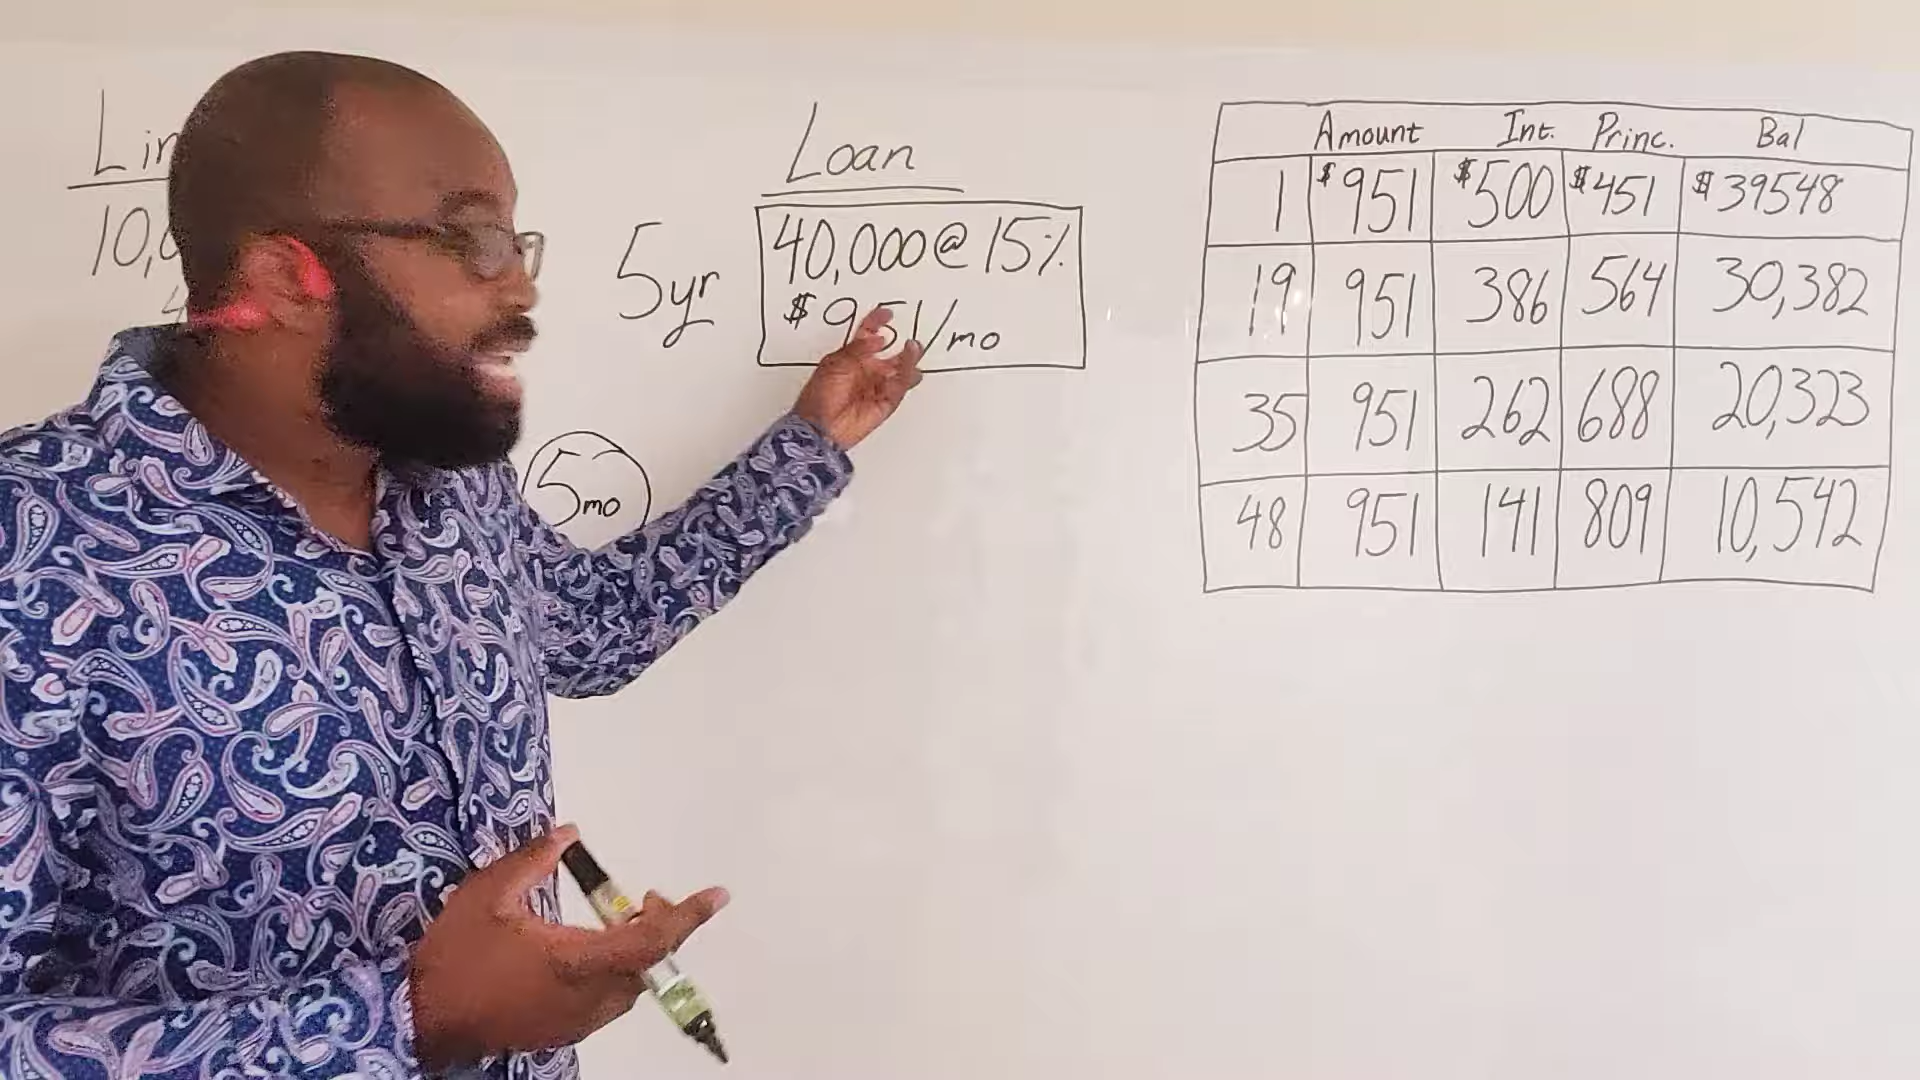 Loan
5yr
40,000@15%
$951/mo
5mo
Amount Int. Princ. Bal
1 $951 $500 $451 $39548
19 951 386 564 30,382
35 951 262 688 20,323
48 951 141 809 10,542